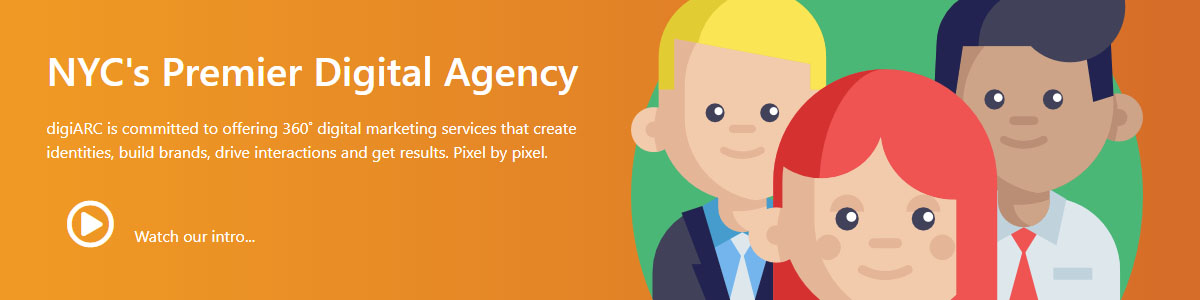 NYC's Premier Digital Agency
digiARC is committed to offering 360˚ digital marketing services that create
identities, build brands, drive interactions and get results. Pixel by pixel.
Watch our intro...